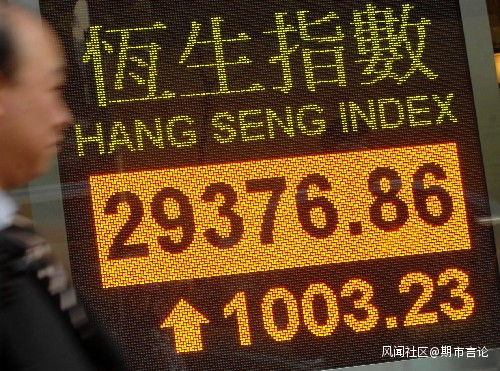 恆生指數
HANG SENG INDEX
29376.86
↑1003.23
风闻社区@期市言论